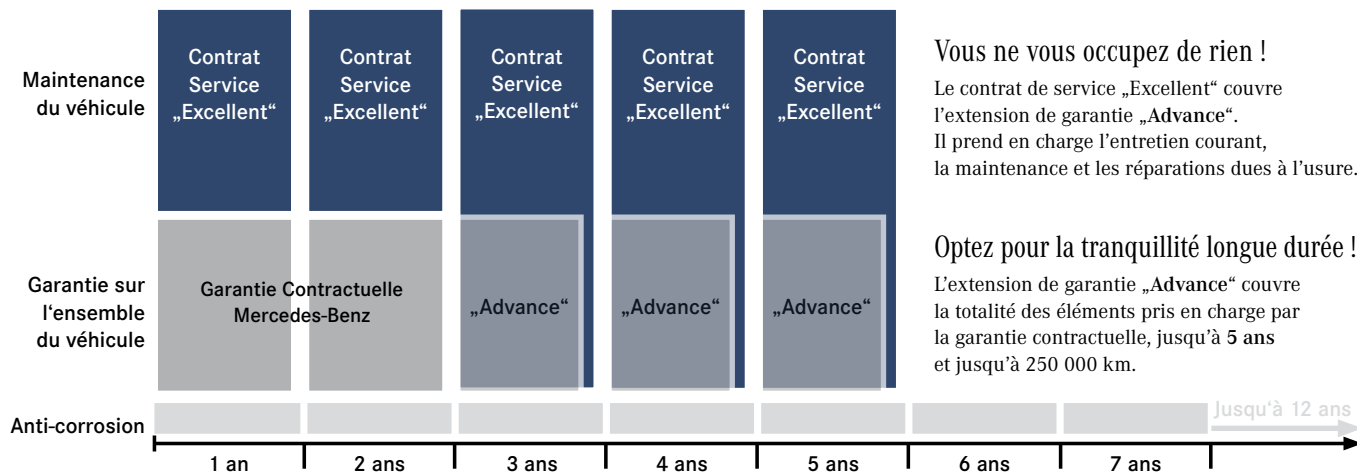 Maintenance
du véhicule
Contrat
Service
„Excellent“
Contrat
Service
„Excellent“
Contrat
Service
„Excellent“
Contrat
Service
„Excellent“
Contrat
Service
„Excellent“
Vous ne vous occupez de rien !
Le contrat de service „Excellent“ couvre
l’extension de garantie „Advance“.
Il prend en charge l’entretien courant,
la maintenance et les réparations dues à l’usure.
Garantie sur
l‘ensemble
du véhicule
Garantie Contractuelle
Mercedes-Benz
„Advance“
„Advance“
„Advance“
Optez pour la tranquillité longue durée !
L’extension de garantie „Advance“ couvre
la totalité des éléments pris en charge par
la garantie contractuelle, jusqu’à 5 ans
et jusqu’à 250 000 km.
Anti-corrosion
Jusqu‘à 12 ans
1 an
2 ans
3 ans
4 ans
5 ans
6 ans
7 ans